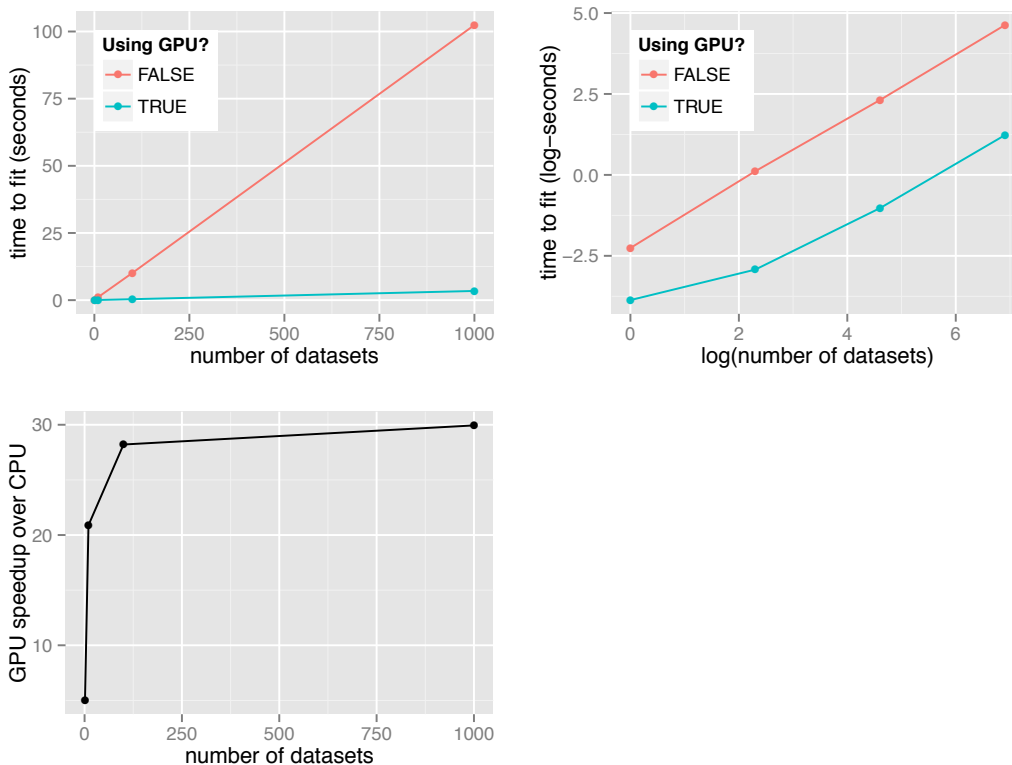 time to fit (seconds)
100
75
50
25
0
Using GPU?
FALSE
TRUE
0 250 500 750 1000
number of datasets
time to fit (log−seconds)
5.0
2.5
0.0
−2.5
Using GPU?
FALSE
TRUE
0 2 4 6
log(number of datasets)
GPU speedup over CPU
30
20
10
0 250 500 750 1000
number of datasets